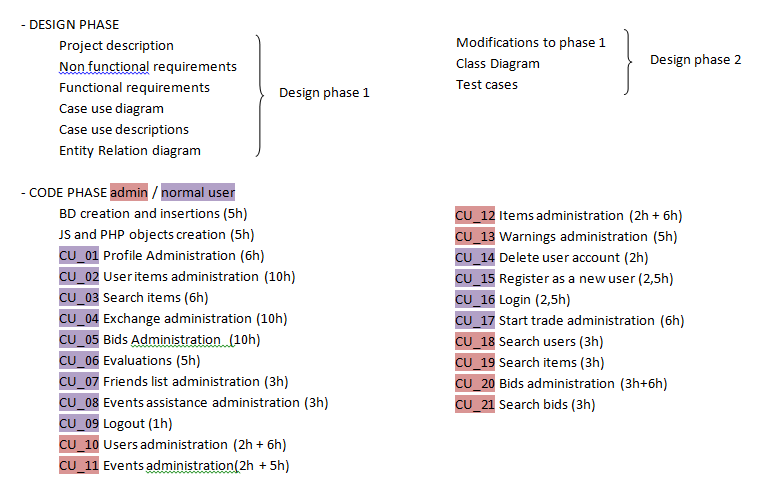 - DESIGN PHASE
Project description
Non functional requirements
Functional requirements
Case use diagram
Case use descriptions
Entity Relation diagram
Design phase 1
Modifications to phase 1
Class Diagram
Test cases
Design phase 2
- CODE PHASE admin / normal user
BD creation and insertions (5h)
JS and PHP objects creation (5h)
CU_01 Profile Administration (6h)
CU_02 User items administration (10h)
CU_03 Search items (6h)
CU_04 Exchange administration (10h)
CU_05 Bids Administration (10h)
CU_06 Evaluations (5h)
CU_07 Friends list administration (3h)
CU_08 Events assistance administration (3h)
CU_09 Logout (1h)
CU_10 Users administration (2h + 6h)
CU_11 Events administration(2h + 5h)
CU_12 Items administration (2h + 6h)
CU_13 Warnings administration (5h)
CU_14 Delete user account (2h)
CU_15 Register as a new user (2,5h)
CU_16 Login (2,5h)
CU_17 Start trade administration (6h)
CU_18 Search users (3h)
CU_19 Search items (3h)
CU_20 Bids administration (3h+6h)
CU_21 Search bids (3h)